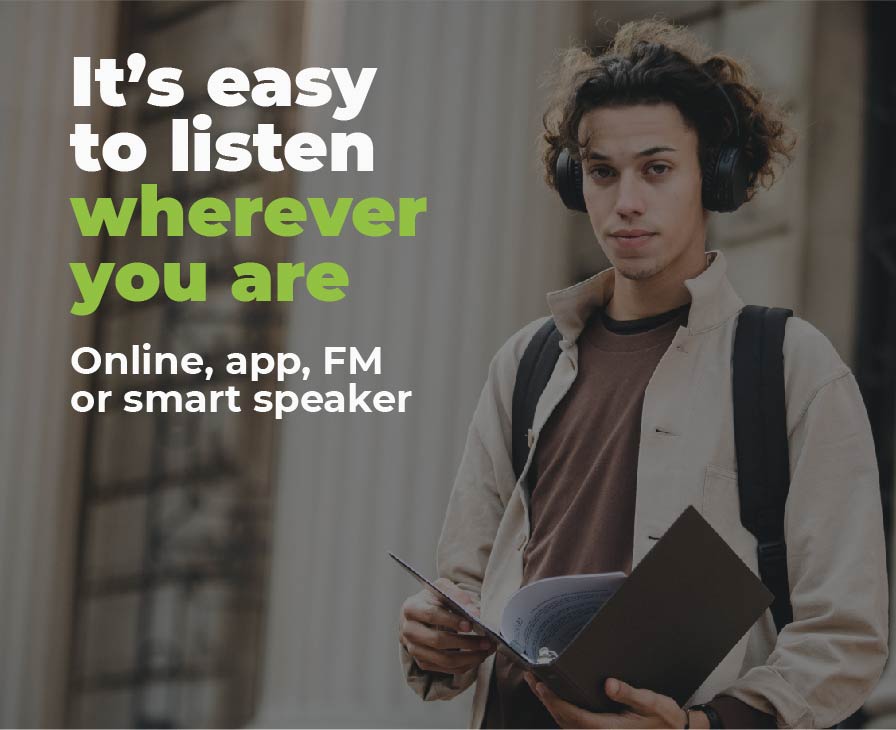 It’s easy
to listen
wherever
you are
Online, app, FM
or smart speaker